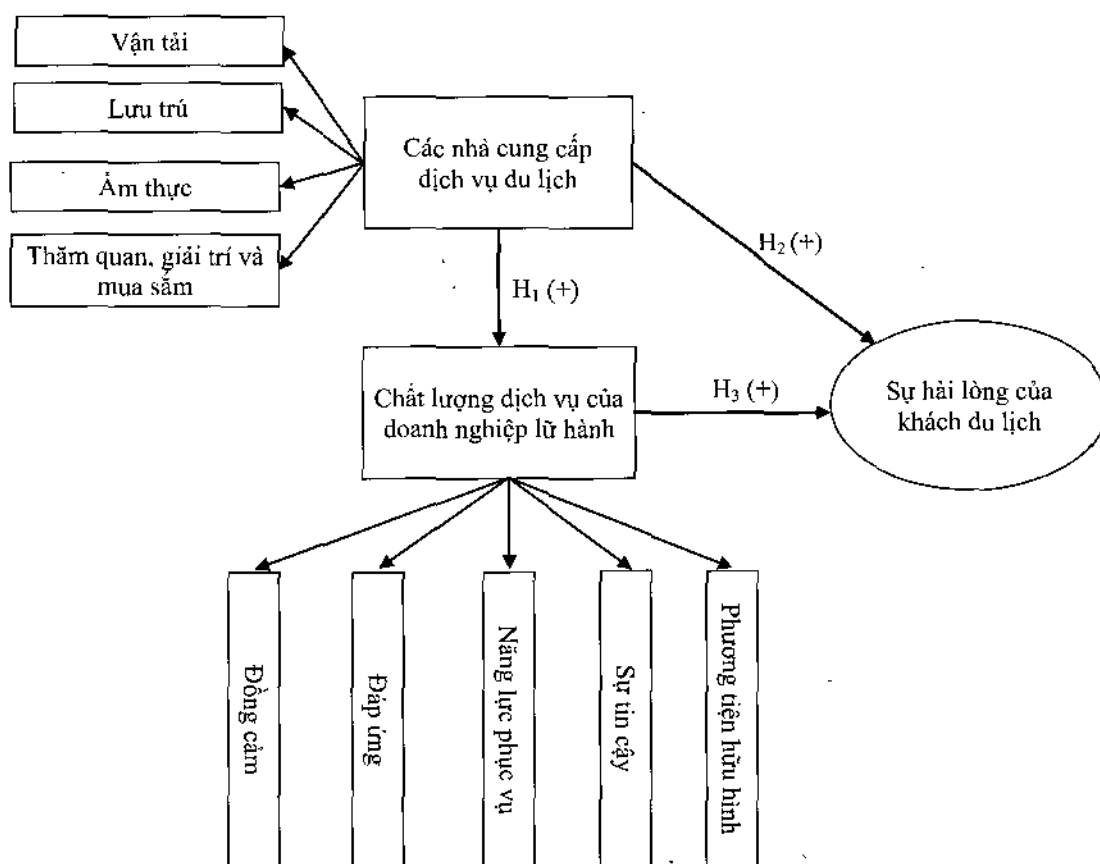 Vận tải
Lưu trú
Ẩm thực
Thăm quan, giải trí và
mua sắm
Các nhà cung cấp
dịch vụ du lịch
H₂ (+)
H₁ (+)
Chất lượng dịch vụ của
doanh nghiệp lữ hành
H₃ (+)
Sự hài lòng của
khách du lịch
Đồng cảm
Đáp ứng
Năng lực phục vụ
Sự tin cậy
Phương tiện hữu hình